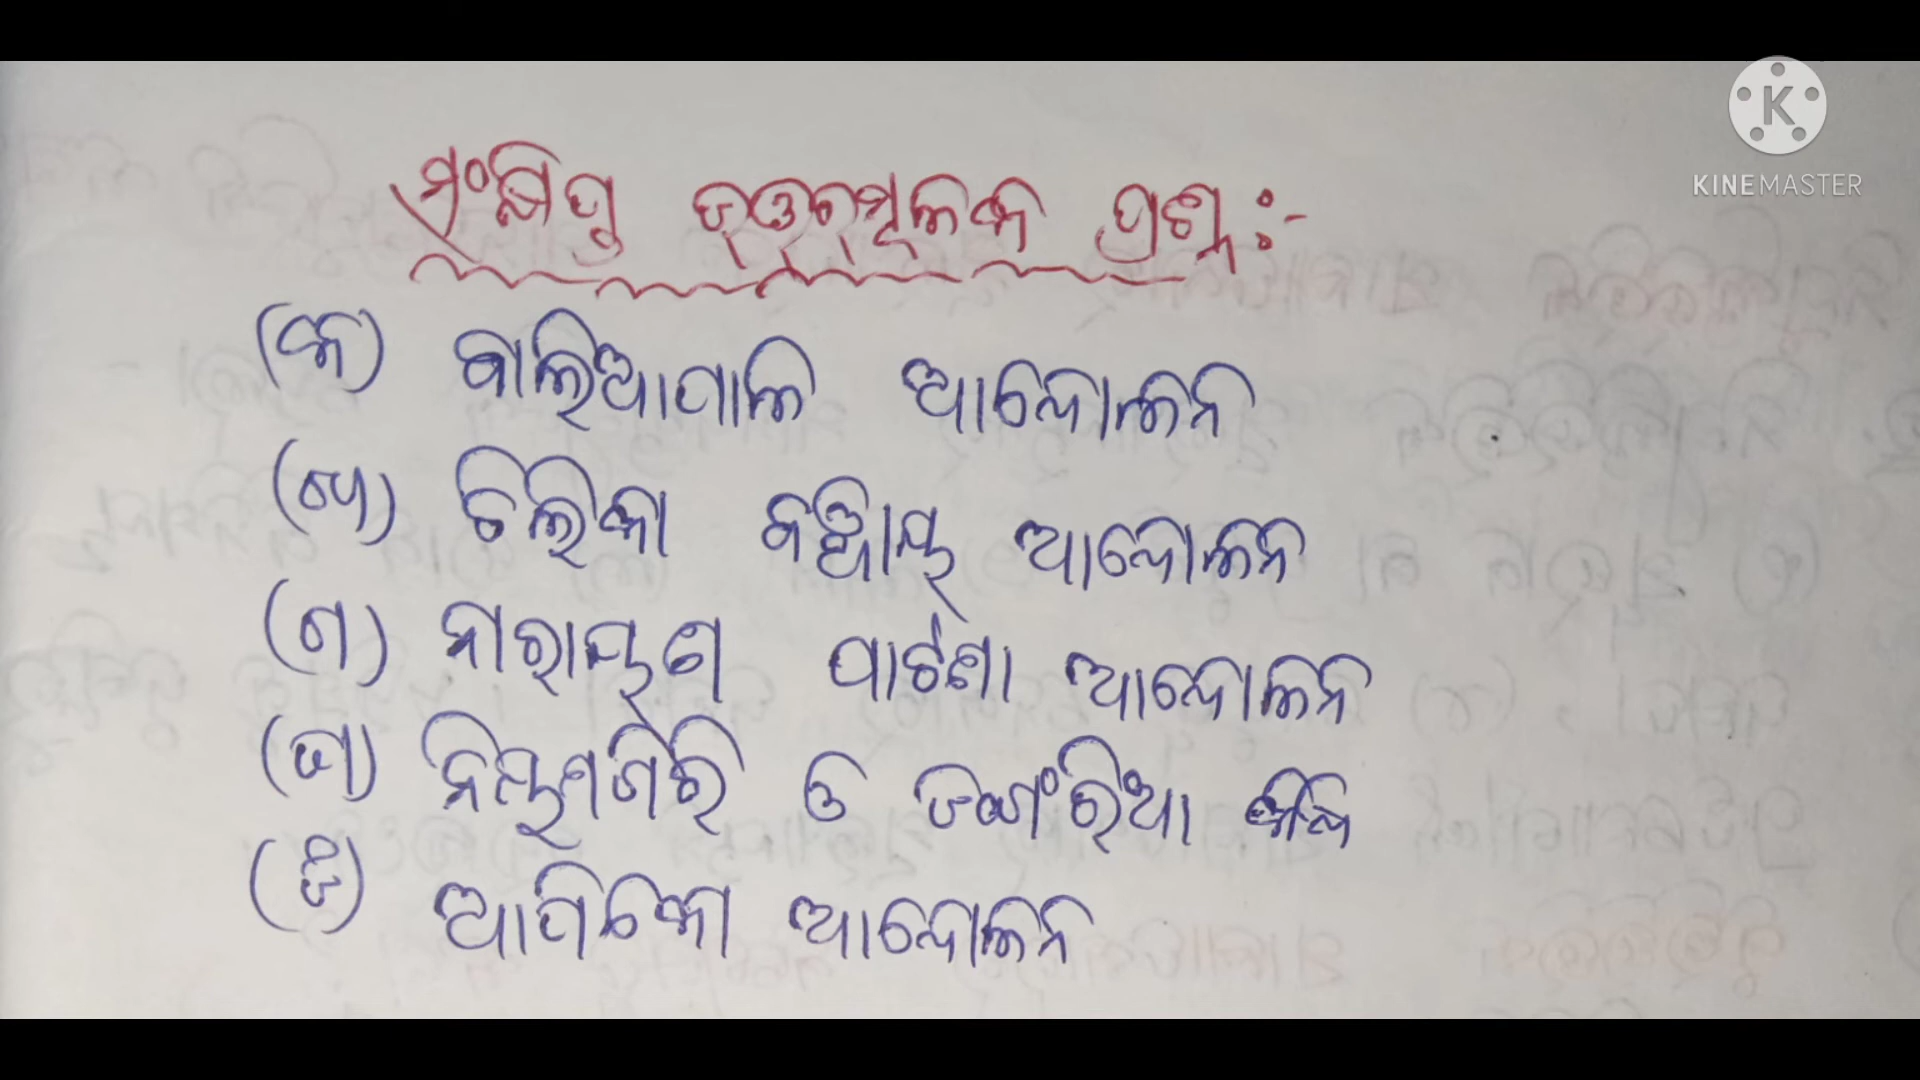 ସଂକ୍ଷିପ୍ତ ଉତ୍ତରମୂଳକ ପ୍ରଶ୍ନ :-
KINEMASTER
(କ) ବାଲିଆପାଳ ଆନ୍ଦୋଳନ
(ଖ) ଚିଲିକା ବଞ୍ଚାଅ ଆନ୍ଦୋଳନ
(ଗ) ନାରାୟଣ ପାଟଣା ଆନ୍ଦୋଳନ
(ଘ) ନିୟମଗିରି ଓ ଡଙ୍ଗରିଆ କନ୍ଧ
(ଙ) ଆପିକୋ ଆନ୍ଦୋଳନ